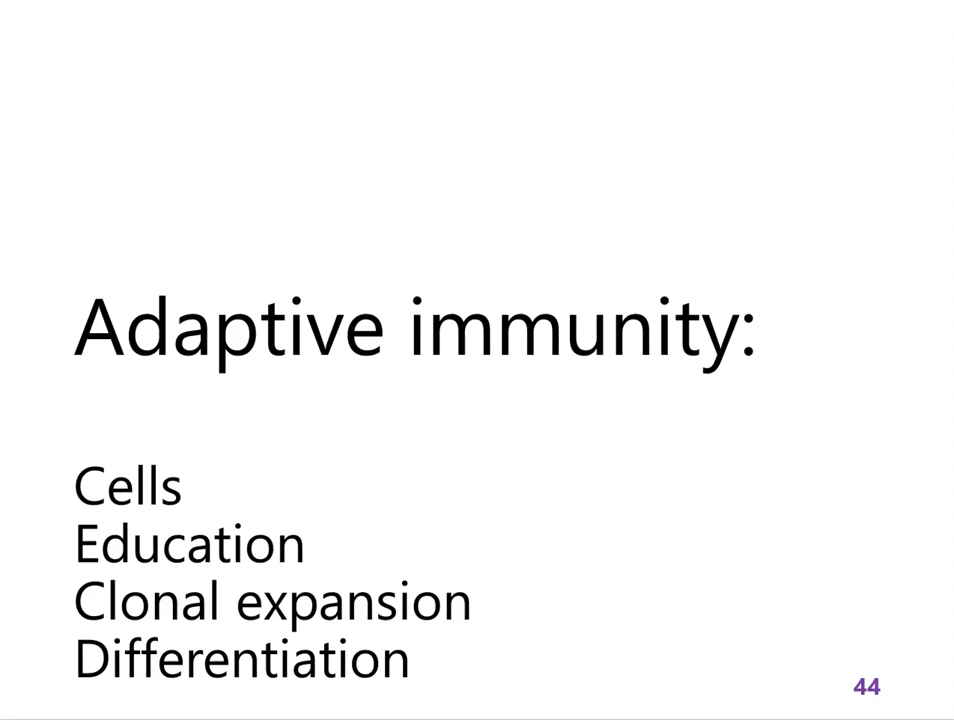 Adaptive immunity:
Cells
Education
Clonal expansion
Differentiation
44